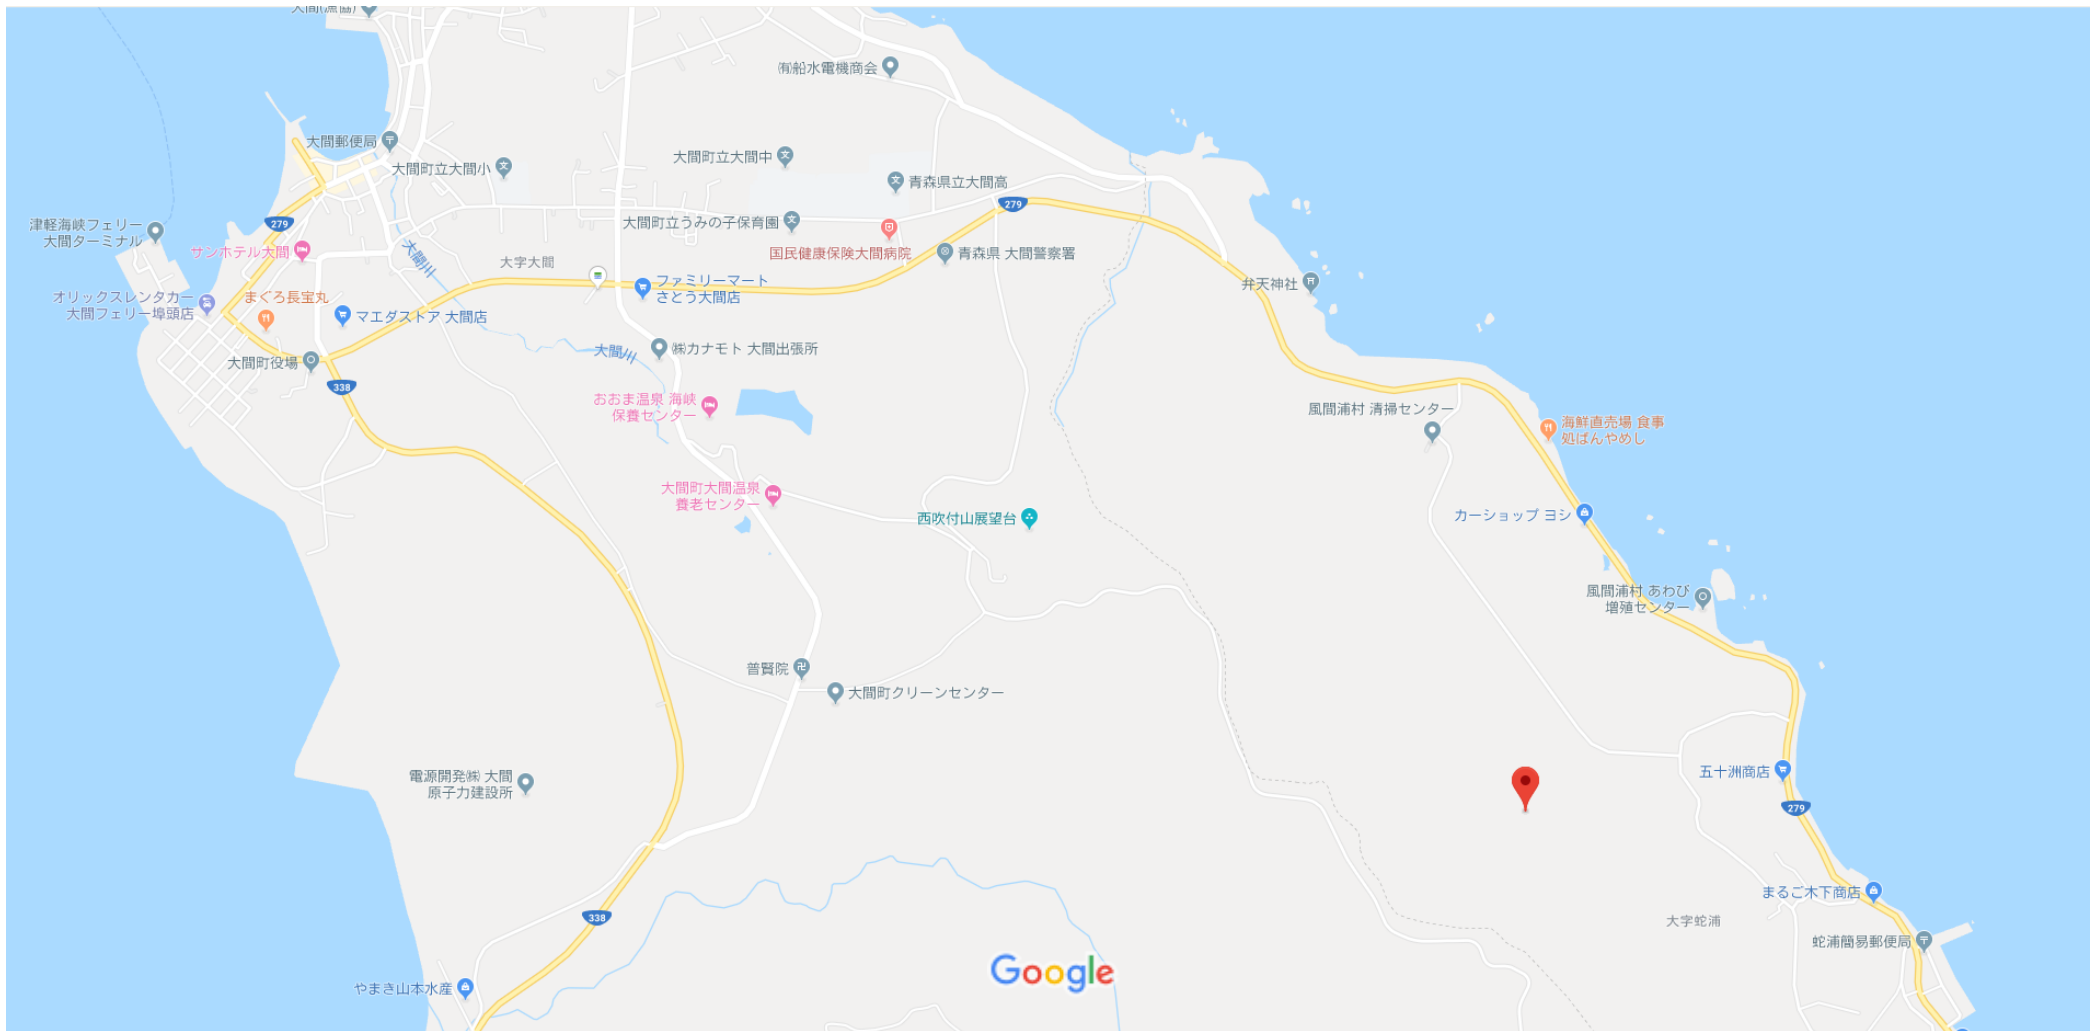 大間(漁協)
㈲船水電機商会
大間郵便局
大間町立大間小
大間町立大間中
青森県立大間高
279
大間町立うみの子保育園
279
津軽海峡フェリー
大間ターミナル
サンホテル大間
大間川
大字大間
国民健康保険大間病院
青森県 大間警察署
ファミリーマート
さとう大間店
弁天神社
オリックスレンタカー
大間フェリー埠頭店
まぐろ長宝丸
マエダストア 大間店
大間川
㈱カナモト 大間出張所
大間町役場
338
おおま温泉 海峡
保養センター
風間浦村 清掃センター
海鮮直売場 食事
処ばんやめし
大間町大間温泉
養老センター
西吹付山展望台
カーショップ ヨシ
風間浦村 あわび
増殖センター
普賢院
大間町クリーンセンター
電源開発㈱ 大間
原子力建設所
五十洲商店
279
まるご木下商店
338
大字蛇浦
蛇浦簡易郵便局
Google
やまき山本水産